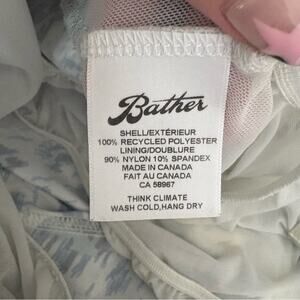 Bather
SHELL/EXTÉRIEUR
100% RECYCLED POLYESTER
LINING/DOUBLURE
90% NYLON 10% SPANDEX
MADE IN CANADA
FAIT AU CANADA
CA 58967
THINK CLIMATE
WASH COLD,HANG DRY